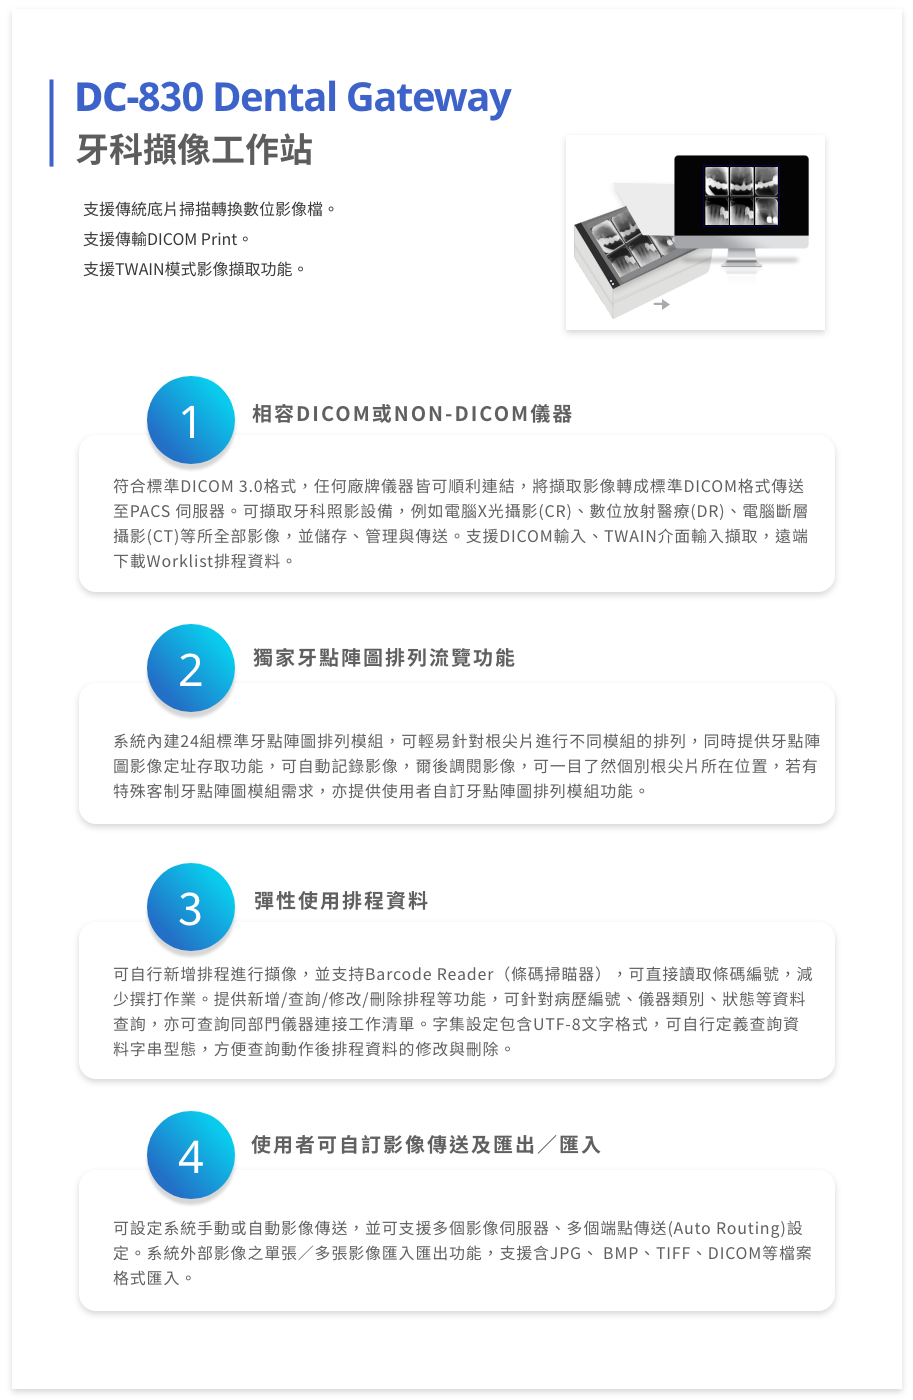 DC-830 Dental Gateway
牙科擷像工作站
支援傳統底片掃描轉換數位影像檔。
支援傳輸DICOM Print。
支援TWAIN模式影像擷取功能。
1
相容DICOM或NON-DICOM儀器
符合標準DICOM 3.0格式，任何廠牌儀器皆可順利連結，將擷取影像轉成標準DICOM格式傳送
至PACS 伺服器。可擷取牙科照影設備，例如電腦X光攝影(CR)、數位放射醫療(DR)、電腦斷層
攝影(CT)等所全部影像，並儲存、管理與傳送。支援DICOM輸入、TWAIN介面輸入擷取，遠端
下載Worklist排程資料。
2
獨家牙點陣圖排列流覽功能
系統內建24組標準牙點陣圖排列模組，可輕易針對根尖片進行不同模組的排列，同時提供牙點陣
圖影像定址存取功能，可自動記錄影像，爾後調閱影像，可一目了然個別根尖片所在位置，若有
特殊客制牙點陣圖模組需求，亦提供使用者自訂牙點陣圖排列模組功能。
3
彈性使用排程資料
可自行新增排程進行擷像，並支持Barcode Reader（條碼掃瞄器），可直接讀取條碼編號，減
少撰打作業。提供新增/查詢/修改/刪除排程等功能，可針對病歷編號、儀器類別、狀態等資料
查詢，亦可查詢同部門儀器連接工作清單。字集設定包含UTF-8文字格式，可自行定義查詢資
料字串型態，方便查詢動作後排程資料的修改與刪除。
4
使用者可自訂影像傳送及匯出／匯入
可設定系統手動或自動影像傳送，並可支援多個影像伺服器、多個端點傳送(Auto Routing)設
定。系統外部影像之單張／多張影像匯入匯出功能，支援含JPG、 BMP、TIFF、DICOM等檔案
格式匯入。